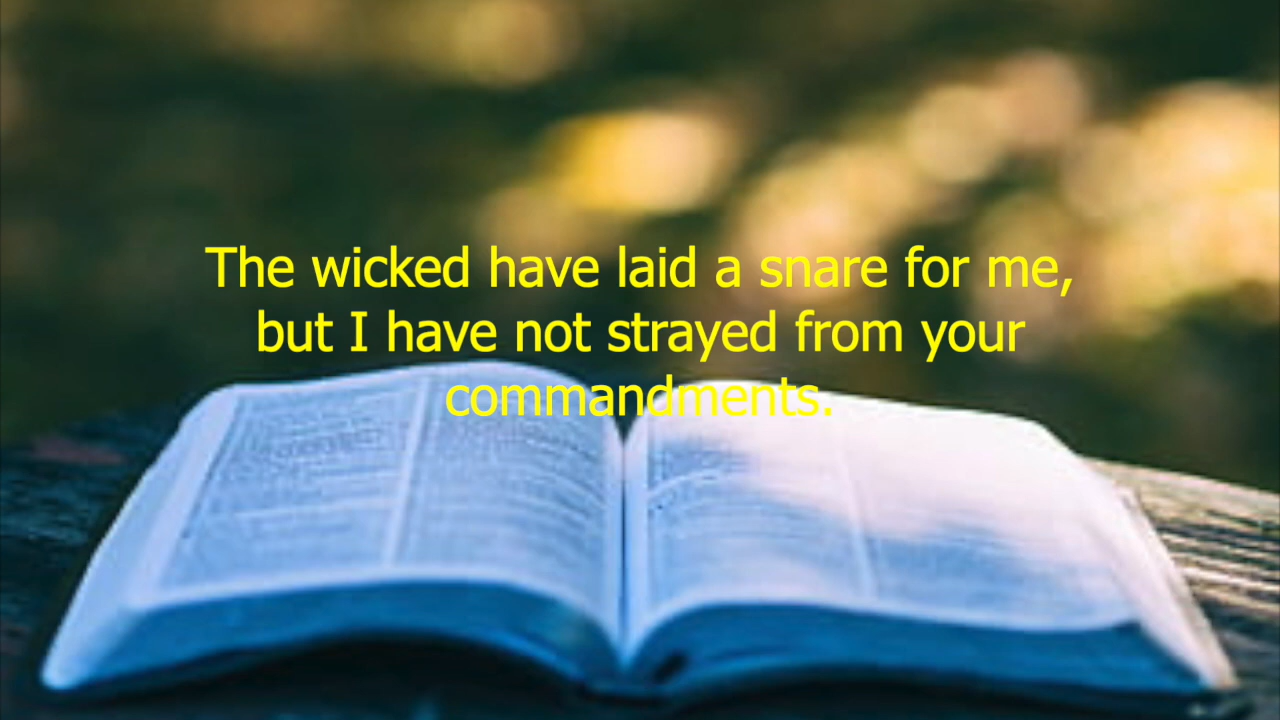 The wicked have laid a snare for me,
but I have not strayed from your
commandments.